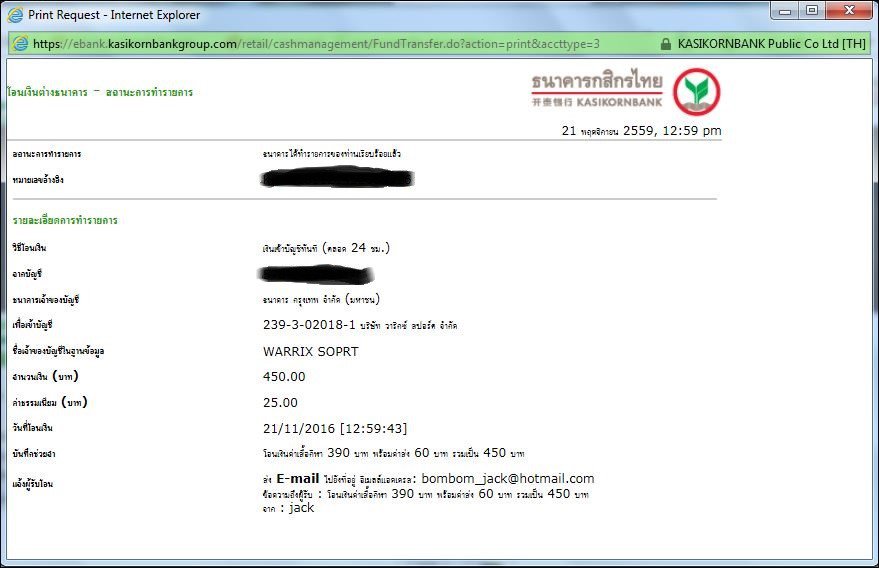 Print Request - Internet Explorer
https://ebank.kasikornbankgroup.com/retail/cashmanagement/FundTransfer.do?action=print&accttype=3 KASIKORNBANK Public Co Ltd [TH]
ธนาคารกสิกรไทย
开泰银行 KASIKORNBANK
โอนเงินต่างธนาคาร - สถานะการทำรายการ
21 พฤศจิกายน 2559, 12:59 pm
สถานะการทำรายการ ธนาคารได้ทำรายการของท่านเรียบร้อยแล้ว
หมายเลขอ้างอิง
รายละเอียดการทำรายการ
วิธีโอนเงิน เงินเข้าบัญชีทันที (ตลอด 24 ชม.)
จากบัญชี
ธนาคารเจ้าของบัญชี ธนาคาร กรุงเทพ จำกัด (มหาชน)
เพื่อเข้าบัญชี 239-3-02018-1 บริษัท วาริกซ์ สปอร์ต จำกัด
ชื่อเจ้าของบัญชีในฐานข้อมูล WARRIX SOPRT
จำนวนเงิน (บาท) 450.00
ค่าธรรมเนียม (บาท) 25.00
วันที่โอนเงิน 21/11/2016 [12:59:43]
บันทึกช่วยจำ โอนเงินค่าเสื้อกีฬา 390 บาท พร้อมค่าส่ง 60 บาท รวมเป็น 450 บาท
แจ้งผู้รับโอน ส่ง E-mail ไปยังที่อยู่ อีเมลล์แอดเดรส: bombom_jack@hotmail.com
ข้อความถึงผู้รับ : โอนเงินค่าเสื้อกีฬา 390 บาท พร้อมค่าส่ง 60 บาท รวมเป็น 450 บาท
จาก : jack